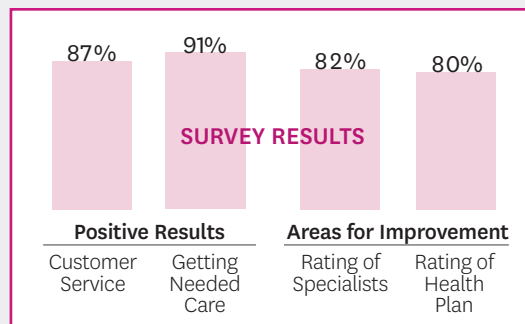 87%
91%
82%
80%
SURVEY RESULTS
Positive Results
Areas for Improvement
Customer
Service
Getting
Needed
Care
Rating of
Specialists
Rating of
Health
Plan